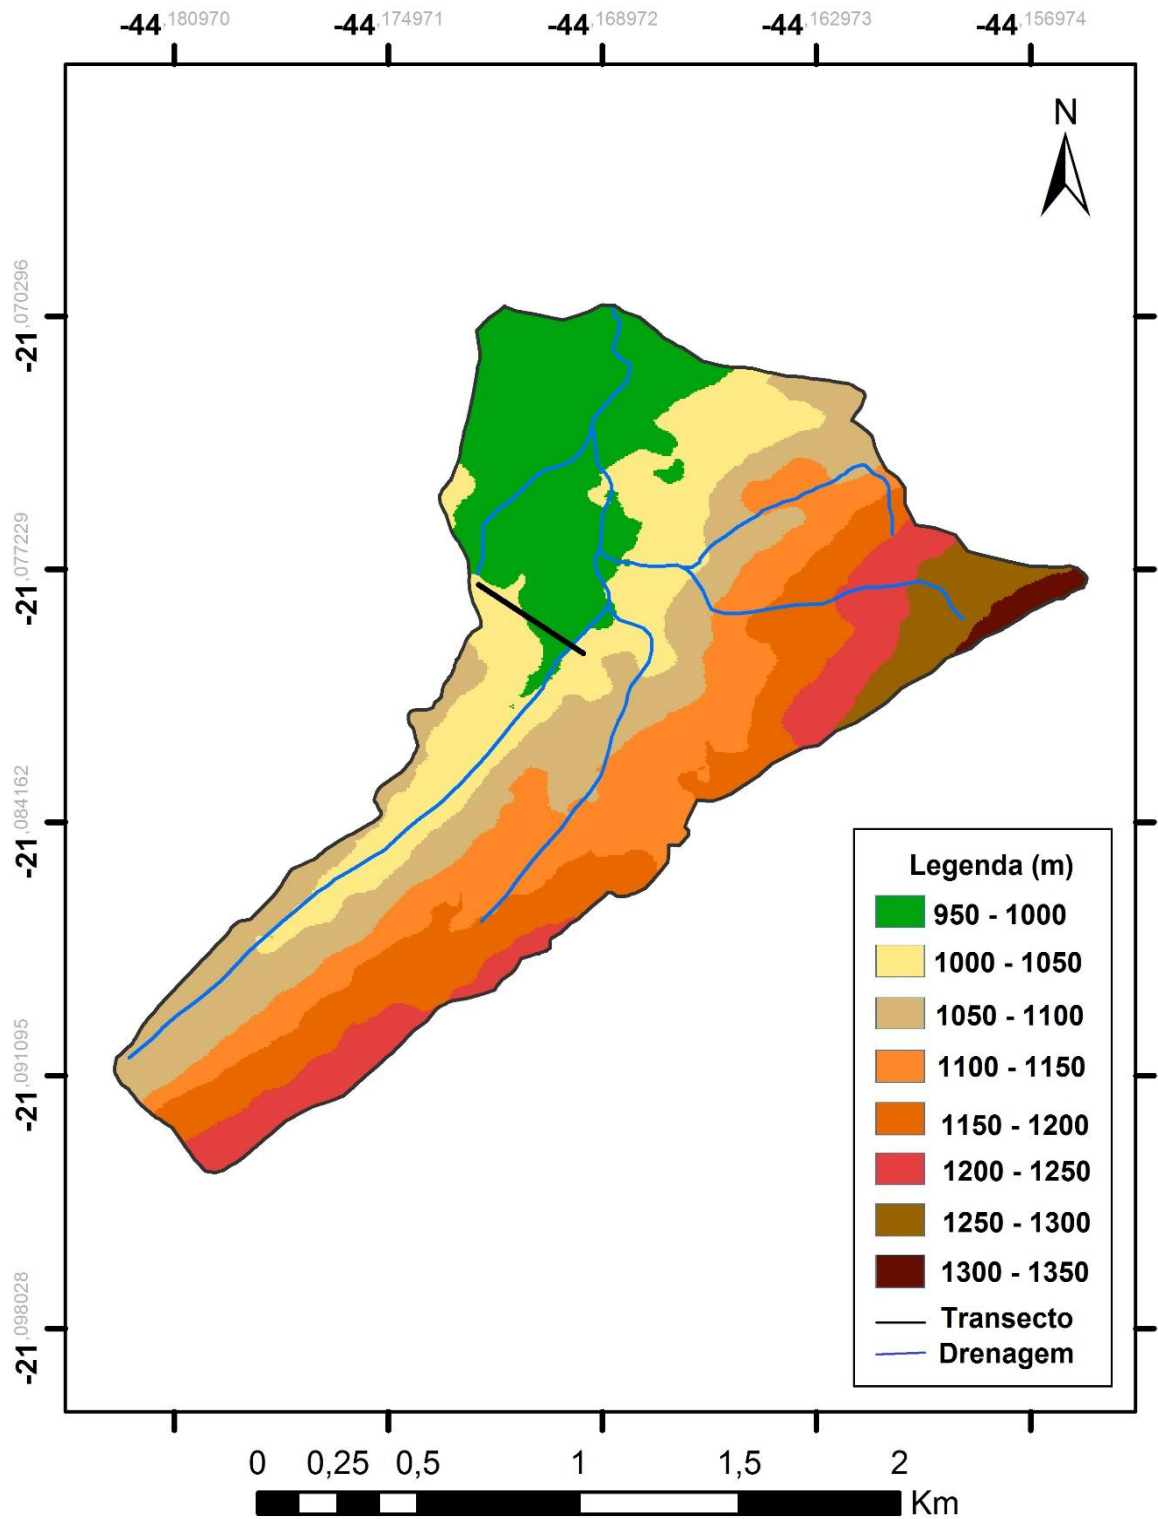 -44,180970 -44,174971 -44,168972 -44,162973 -44,156974
N
-21,070296
-21,077229
-21,084162
-21,091095
-21,098028
Legenda (m)
950 - 1000
1000 - 1050
1050 - 1100
1100 - 1150
1150 - 1200
1200 - 1250
1250 - 1300
1300 - 1350
Transecto
Drenagem
0 0,25 0,5 1 1,5 2
Km